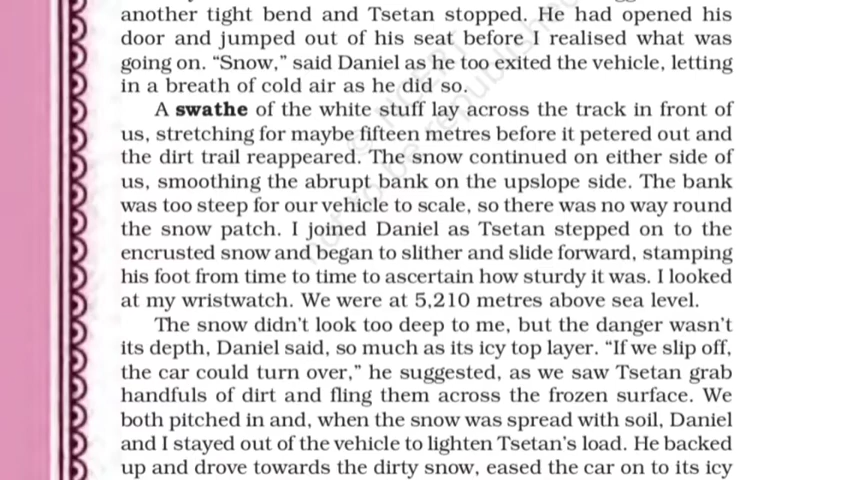 another tight bend and Tsetan stopped. He had opened his
door and jumped out of his seat before I realised what was
going on. “Snow,” said Daniel as he too exited the vehicle, letting
in a breath of cold air as he did so.
A swathe of the white stuff lay across the track in front of
us, stretching for maybe fifteen metres before it petered out and
the dirt trail reappeared. The snow continued on either side of
us, smoothing the abrupt bank on the upslope side. The bank
was too steep for our vehicle to scale, so there was no way round
the snow patch. I joined Daniel as Tsetan stepped on to the
encrusted snow and began to slither and slide forward, stamping
his foot from time to time to ascertain how sturdy it was. I looked
at my wristwatch. We were at 5,210 metres above sea level.
The snow didn’t look too deep to me, but the danger wasn’t
its depth, Daniel said, so much as its icy top layer. “If we slip off,
the car could turn over,” he suggested, as we saw Tsetan grab
handfuls of dirt and fling them across the frozen surface. We
both pitched in and, when the snow was spread with soil, Daniel
and I stayed out of the vehicle to lighten Tsetan’s load. He backed
up and drove towards the dirty snow, eased the car on to its icy